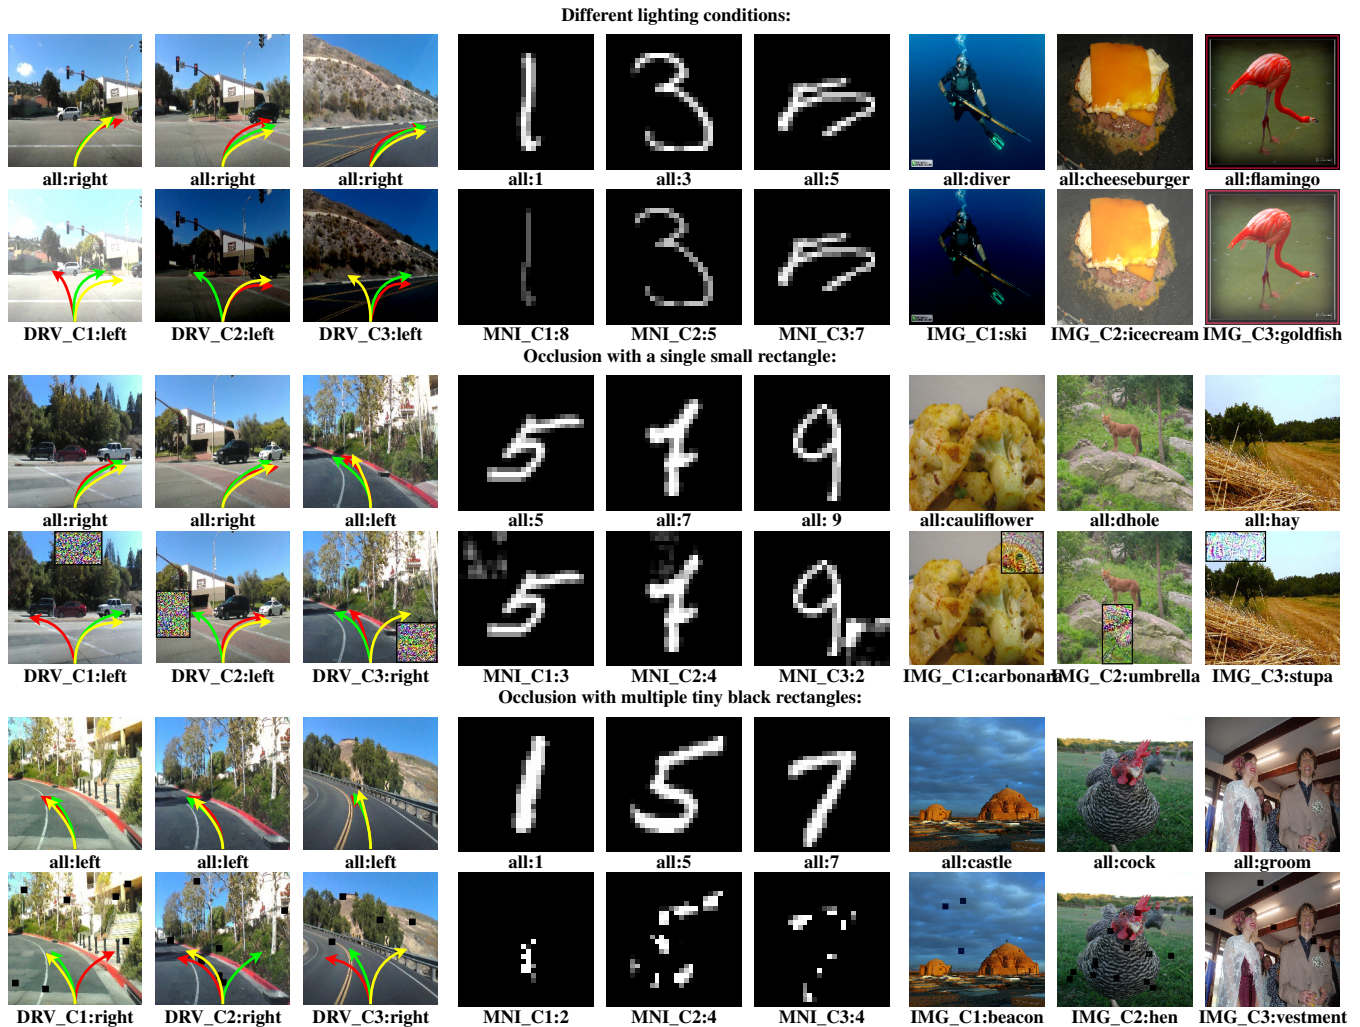 Different lighting conditions:
all:right all:right all:right all:1 all:3 all:5 all:diver all:cheeseburger all:flamingo
DRV_C1:left DRV_C2:left DRV_C3:left MNI_C1:8 MNI_C2:5 MNI_C3:7 IMG_C1:ski IMG_C2:icecream IMG_C3:goldfish
Occlusion with a single small rectangle:
all:right all:right all:left all:5 all:7 all: 9 all:cauliflower all:dhole all:hay
DRV_C1:left DRV_C2:left DRV_C3:right MNI_C1:3 MNI_C2:4 MNI_C3:2 IMG_C1:carbonara IMG_C2:umbrella IMG_C3:stupa
Occlusion with multiple tiny black rectangles:
all:left all:left all:left all:1 all:5 all:7 all:castle all:cock all:groom
DRV_C1:right DRV_C2:right DRV_C3:right MNI_C1:2 MNI_C2:4 MNI_C3:4 IMG_C1:beacon IMG_C2:hen IMG_C3:vestment